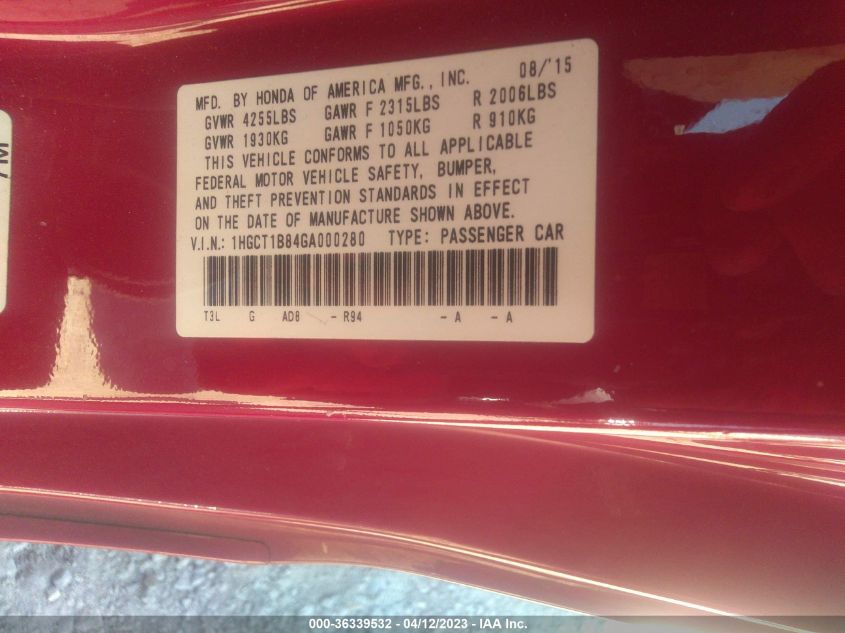 MFD. BY HONDA OF AMERICA MFG., INC. 08/'15
GVWR 4255LBS GAWR F 2315LBS R 2006LBS
GVWR 1930KG GAWR F 1050KG R 910KG
THIS VEHICLE CONFORMS TO ALL APPLICABLE
FEDERAL MOTOR VEHICLE SAFETY, BUMPER,
AND THEFT PREVENTION STANDARDS IN EFFECT
ON THE DATE OF MANUFACTURE SHOWN ABOVE.
V.I.N.: 1HGCT1B84GA000280 TYPE: PASSENGER CAR
T3L G AD8 - R94 - A - A
000-36339532 - 04/12/2023 - IAA Inc.